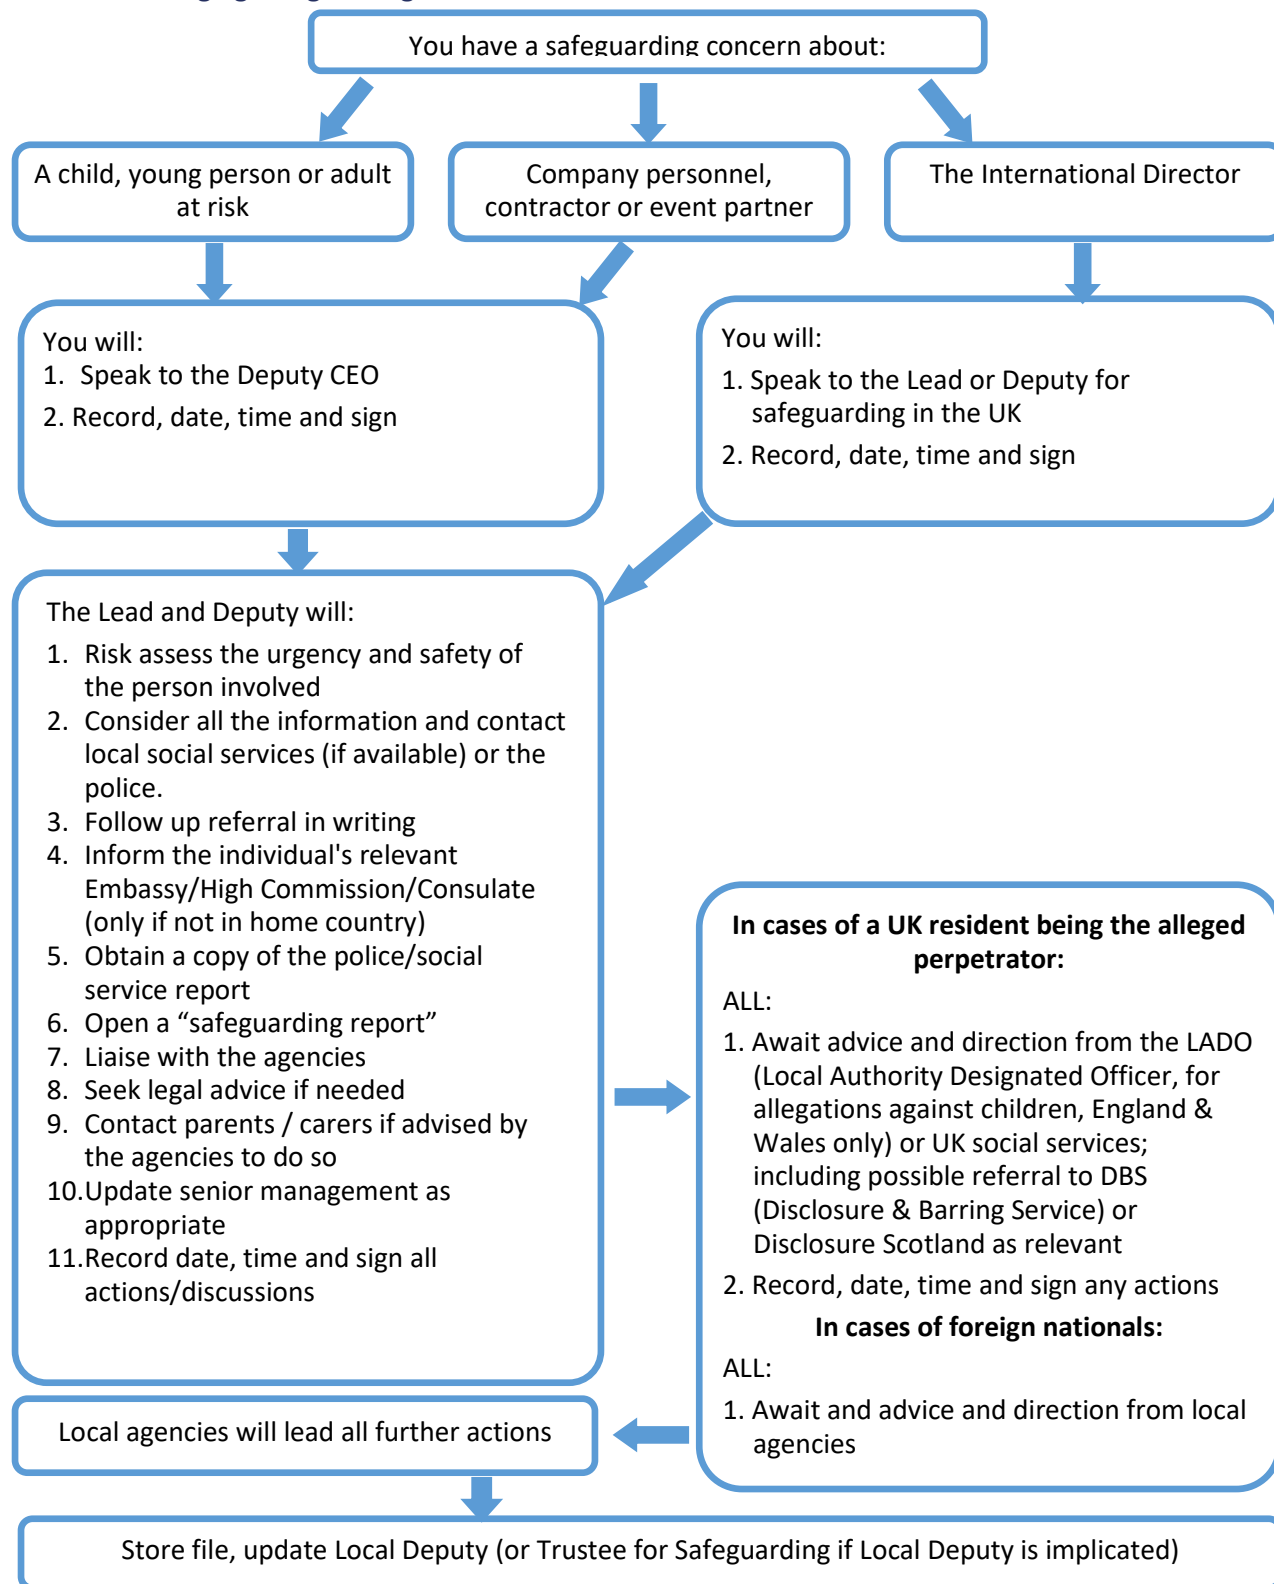 You have a safeguarding concern about:
A child, young person or adult
at risk
Company personnel,
contractor or event partner
The International Director
You will:
1. Speak to the Deputy CEO
2. Record, date, time and sign
You will:
1. Speak to the Lead or Deputy for
safeguarding in the UK
2. Record, date, time and sign
The Lead and Deputy will:
1. Risk assess the urgency and safety of
the person involved
2. Consider all the information and contact
local social services (if available) or the
police.
3. Follow up referral in writing
4. Inform the individual's relevant
Embassy/High Commission/Consulate
(only if not in home country)
5. Obtain a copy of the police/social
service report
6. Open a “safeguarding report”
7. Liaise with the agencies
8. Seek legal advice if needed
9. Contact parents / carers if advised by
the agencies to do so
10.Update senior management as
appropriate
11.Record date, time and sign all
actions/discussions
In cases of a UK resident being the alleged
perpetrator:
ALL:
1. Await advice and direction from the LADO
(Local Authority Designated Officer, for
allegations against children, England &
Wales only) or UK social services;
including possible referral to DBS
(Disclosure & Barring Service) or
Disclosure Scotland as relevant
2. Record, date, time and sign any actions
In cases of foreign nationals:
ALL:
1. Await and advice and direction from local
agencies
Local agencies will lead all further actions
Store file, update Local Deputy (or Trustee for Safeguarding if Local Deputy is implicated)